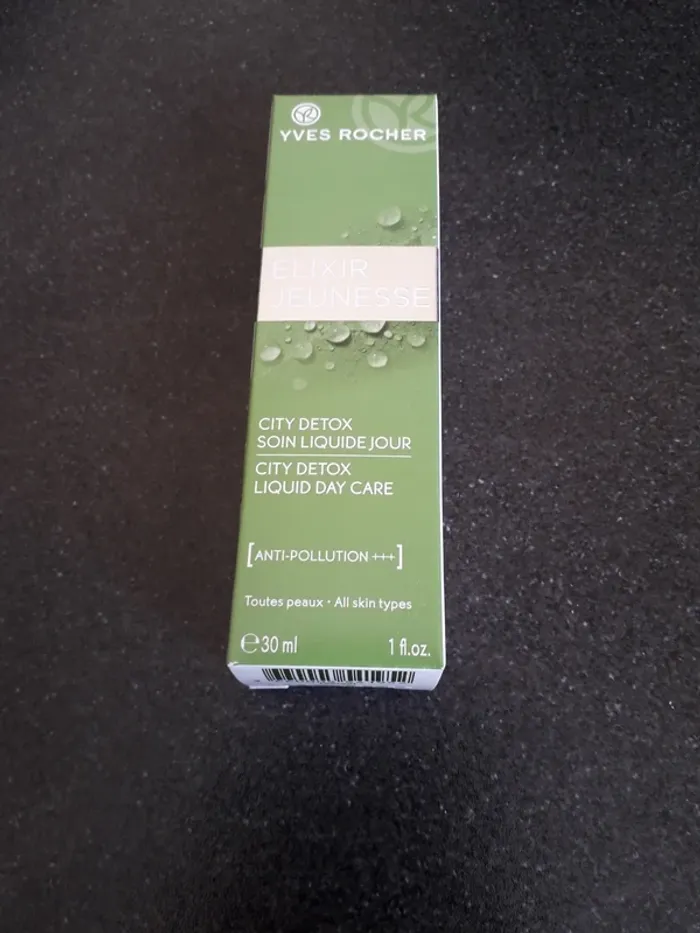 YVES ROCHER
ELIXIR
JEUNESSE
CITY DETOX
SOIN LIQUIDE JOUR
CITY DETOX
LIQUID DAY CARE
[ANTI-POLLUTION +++]
Toutes peaux • All skin types
℮30 ml 1 fl.oz.